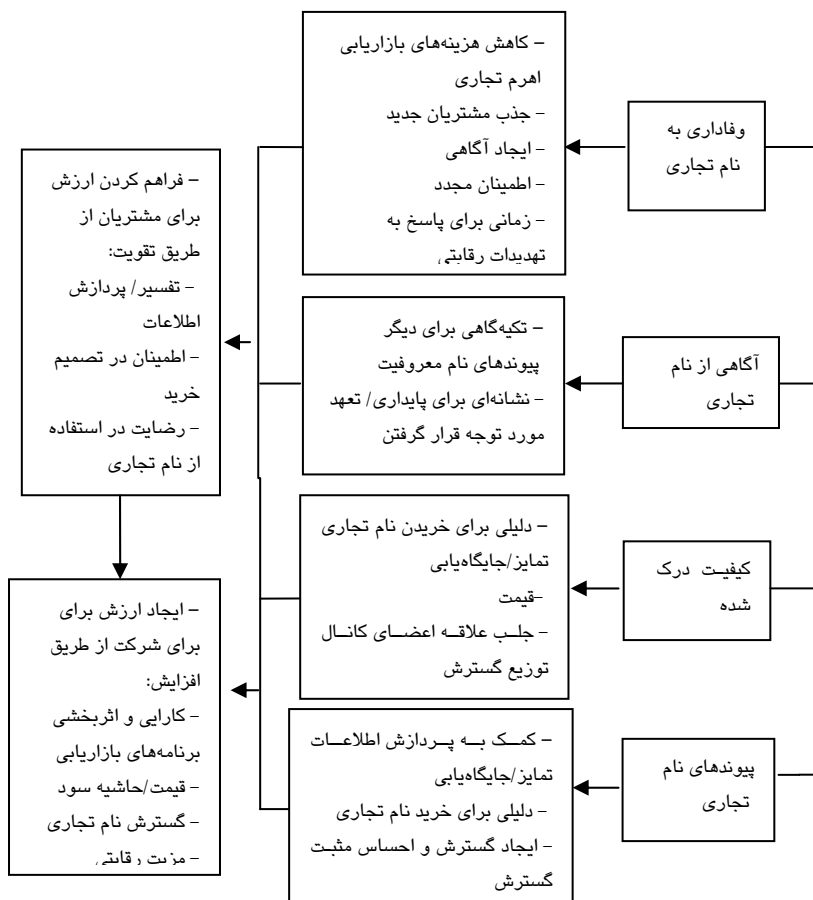 وفاداری به
نام تجاری
– کاهش هزینه‌های بازاریابی
اهرم تجاری
– جذب مشتریان جدید
– ایجاد آگاهی
– اطمینان مجدد
– زمانی برای پاسخ به
تهدیدات رقابتی
آگاهی از نام
تجاری
– تکیه‌گاهی برای دیگر
پیوندهای نام معروفیت
– نشانه‌ای برای پایداری/ تعهد
مورد توجه قرار گرفتن
کیفیت درک
شده
– دلیلی برای خریدن نام تجاری
تمایز/جایگاه‌یابی
–قیمت
– جلب علاقه اعضای کانال
توزیع گسترش
پیوندهای نام
تجاری
– کمک به پردازش اطلاعات
تمایز/جایگاه‌یابی
– دلیلی برای خرید نام تجاری
– ایجاد گسترش و احساس مثبت
گسترش
– فراهم کردن ارزش
برای مشتریان از
طریق تقویت:
– تفسیر/ پردازش
اطلاعات
– اطمینان در تصمیم
خرید
– رضایت در استفاده
از نام تجاری
– ایجاد ارزش برای
برای شرکت از طریق
افزایش:
– کارایی و اثربخشی
برنامه‌های بازاریابی
– قیمت/حاشیه سود
– گسترش نام تجاری
– مزیت رقابتی